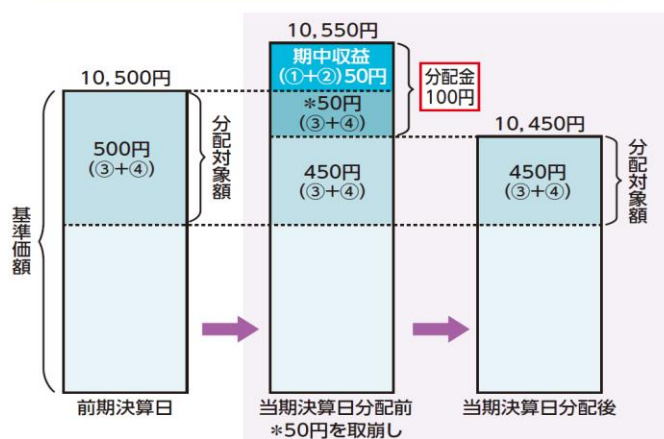 10,550円
期中収益
(①+②)50円
分配金
100円
10,500円
*50円
(③+④)
10,450円
500円
(③+④)
分配対象額
450円
(③+④)
450円
(③+④)
分配対象額
基準価額
前期決算日
当期決算日分配前
当期決算日分配後
*50円を取崩し